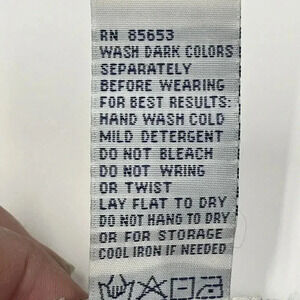 RN 85653
WASH DARK COLORS
SEPARATELY
BEFORE WEARING
FOR BEST RESULTS:
HAND WASH COLD
MILD DETERGENT
DO NOT BLEACH
DO NOT WRING
OR TWIST
LAY FLAT TO DRY
DO NOT HANG TO DRY
OR FOR STORAGE
COOL IRON IF NEEDED